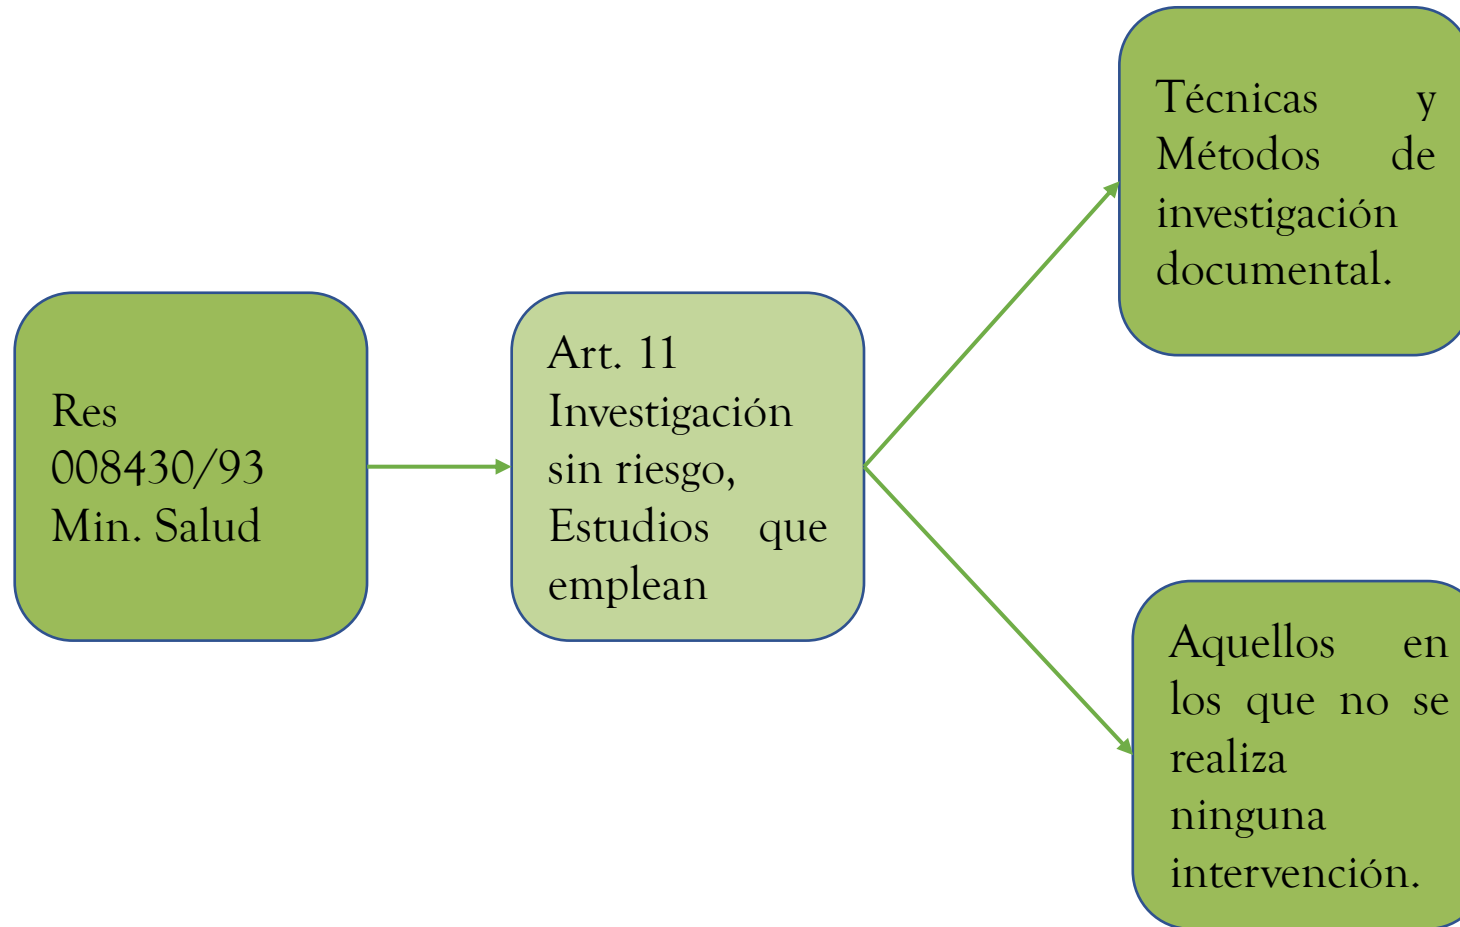 Res
008430/93
Min. Salud
Art. 11
Investigación
sin riesgo,
Estudios que
emplean
Técnicas y
Métodos de
investigación
documental.
Aquellos en
los que no se
realiza
ninguna
intervención.